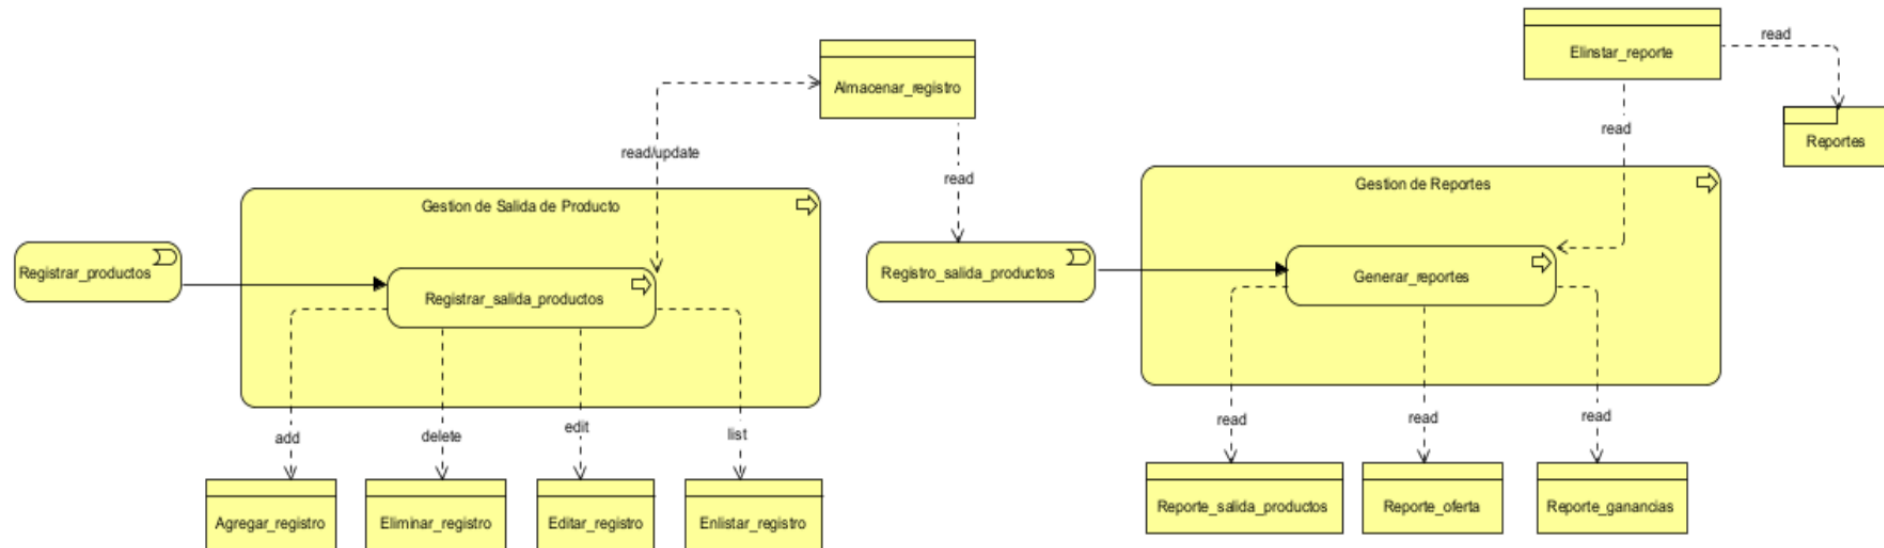 Elinstar_reporte
read
Almacenar_registro
read
Reportes
read/update
read
Gestion de Salida de Producto
Gestion de Reportes
Registrar_productos
Registrar_salida_productos
Registro_salida_productos
Generar_reportes
add
delete
edit
list
read
read
read
Agregar_registro
Eliminar_registro
Editar_registro
Enlistar_registro
Reporte_salida_productos
Reporte_oferta
Reporte_ganancias